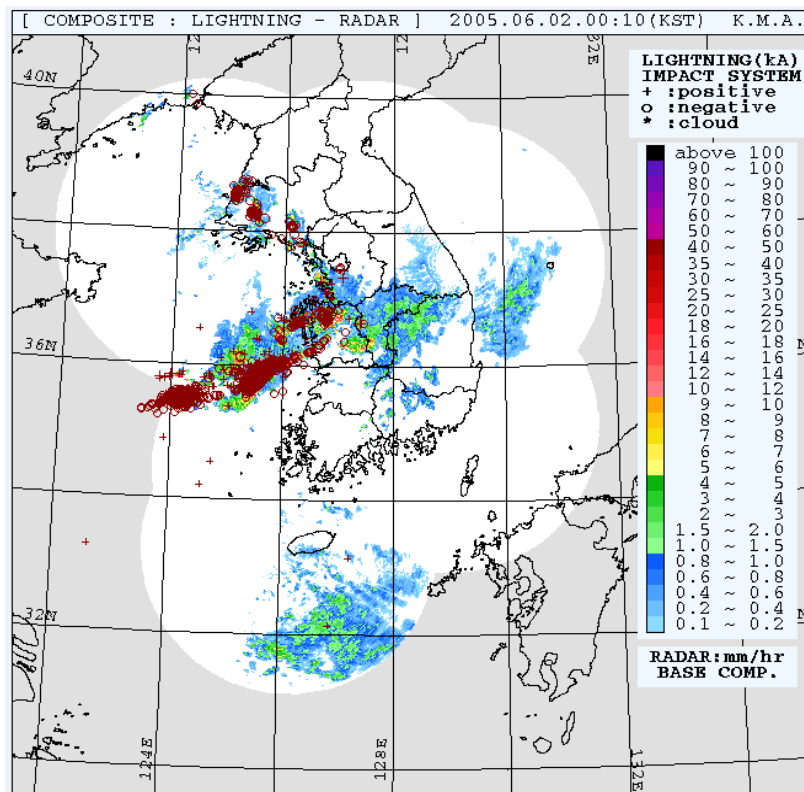 [ COMPOSITE : LIGHTNING - RADAR ] 2005.06.02.00:10(KST) K.M.A.
40N
36N
32N
124E
128E
132E
LIGHTNING(kA)
IMPACT SYSTEM
+ :positive
o :negative
* :cloud
above 100
90 ~ 100
80 ~ 90
70 ~ 80
60 ~ 70
50 ~ 60
40 ~ 50
35 ~ 40
30 ~ 35
25 ~ 30
20 ~ 25
18 ~ 20
16 ~ 18
14 ~ 16
12 ~ 14
10 ~ 12
9 ~ 10
8 ~ 9
7 ~ 8
6 ~ 7
5 ~ 6
4 ~ 5
3 ~ 4
2 ~ 3
1.5 ~ 2.0
1.0 ~ 1.5
0.8 ~ 1.0
0.6 ~ 0.8
0.4 ~ 0.6
0.2 ~ 0.4
0.1 ~ 0.2
RADAR:mm/hr
BASE COMP.